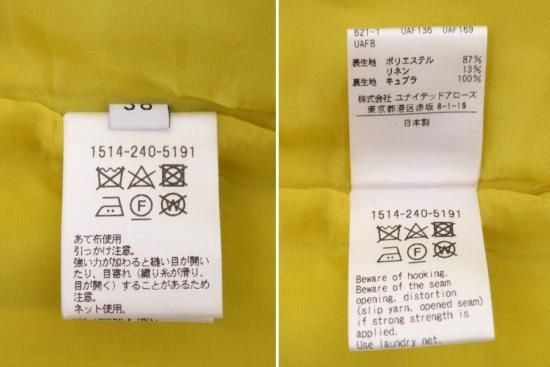 38
1514-240-5191
F
W
あて布使用
引っかけ注意。
強い力が加わると縫い目が開い
たり、目寄れ（織り糸が滑り、
目が開く）することがあるため
注意。
ネット使用。
621-1 UAF136 UAF169
UAF8
表生地 ポリエステル 87%
リネン 13%
裏生地 キュプラ 100%
株式会社 ユナイテッドアローズ
東京都港区赤坂 8-1-19
日本製
1514-240-5191
F
W
Beware of hooking.
Beware of the seam
opening, distortion
(slip yarn, opened seam)
if strong strength is
applied.
Use laundry net.